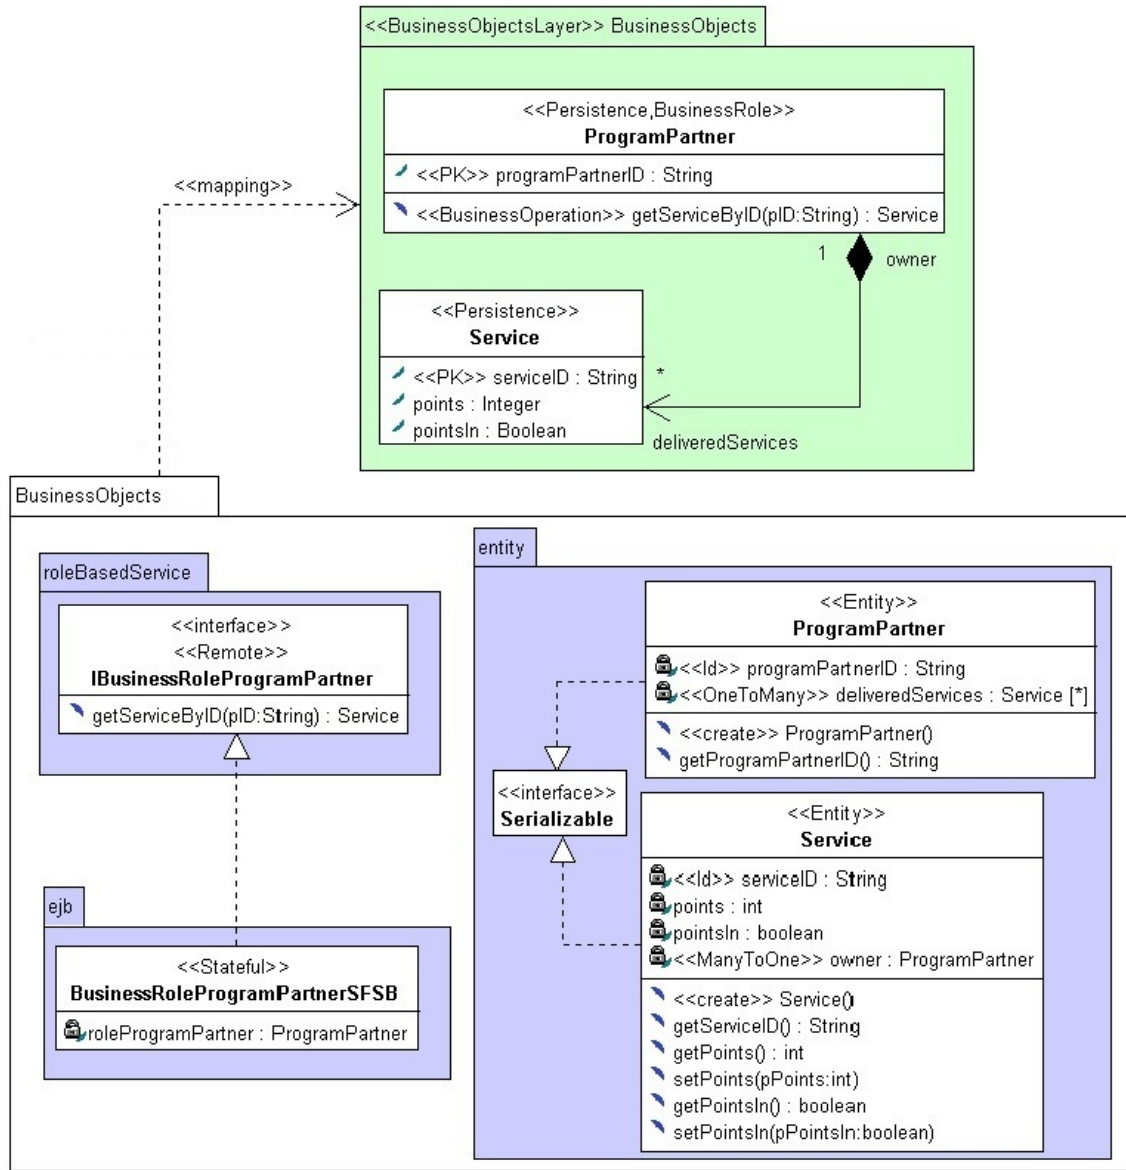 <<BusinessObjectsLayer>> BusinessObjects
<<Persistence,BusinessRole>>
ProgramPartner
<<PK>> programPartnerID : String
<<BusinessOperation>> getServiceByID(pID:String) : Service
<<mapping>>
1
owner
<<Persistence>>
Service
<<PK>> serviceID : String
points : Integer
pointsIn : Boolean
*
deliveredServices
BusinessObjects
roleBasedService
<<interface>>
<<Remote>>
IBusinessRoleProgramPartner
getServiceByID(pID:String) : Service
ejb
<<Stateful>>
BusinessRoleProgramPartnerSFSB
roleProgramPartner : ProgramPartner
entity
<<Entity>>
ProgramPartner
<<Id>> programPartnerID : String
<<OneToMany>> deliveredServices : Service [*]
<<create>> ProgramPartner()
getProgramPartnerID() : String
<<interface>>
Serializable
<<Entity>>
Service
<<Id>> serviceID : String
points : int
pointsIn : boolean
<<ManyToOne>> owner : ProgramPartner
<<create>> Service()
getServiceID() : String
getPoints() : int
setPoints(pPoints:int)
getPointsIn() : boolean
setPointsIn(pPointsIn:boolean)